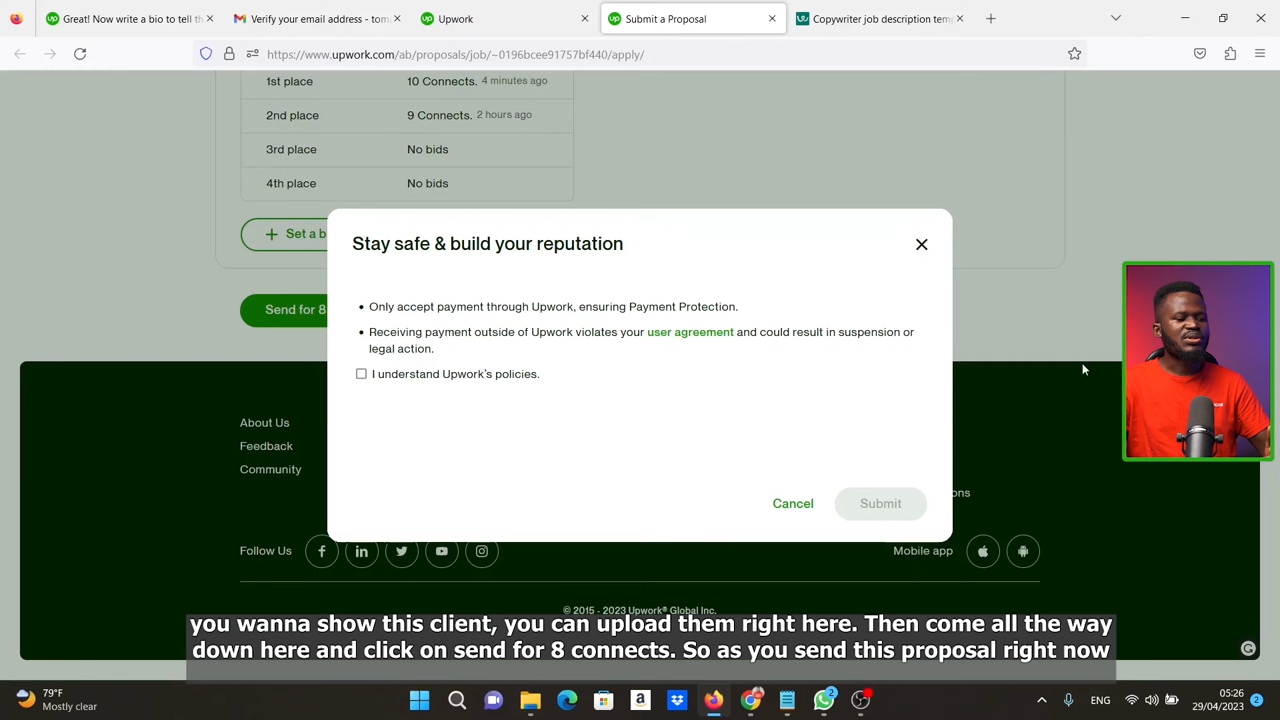 Great! Now write a bio to tell th
Verify your email address - tom
Upwork
Submit a Proposal
Copywriter job description temp
https://www.upwork.com/ab/proposals/job/~0196bcee91757bf440/apply/
1st place 10 Connects. 4 minutes ago
2nd place 9 Connects. 2 hours ago
3rd place No bids
4th place No bids
Set a b
Stay safe & build your reputation
• Only accept payment through Upwork, ensuring Payment Protection.
• Receiving payment outside of Upwork violates your user agreement and could result in suspension or
legal action.
I understand Upwork's policies.
Send for 8
Cancel Submit
About Us
Feedback
Community
ons
Follow Us
Mobile app
© 2015 - 2023 Upwork® Global Inc.
you wanna show this client, you can upload them right here. Then come all the way
down here and click on send for 8 connects. So as you send this proposal right now
79°F
Mostly clear
ENG
05:26
29/04/2023
2
2